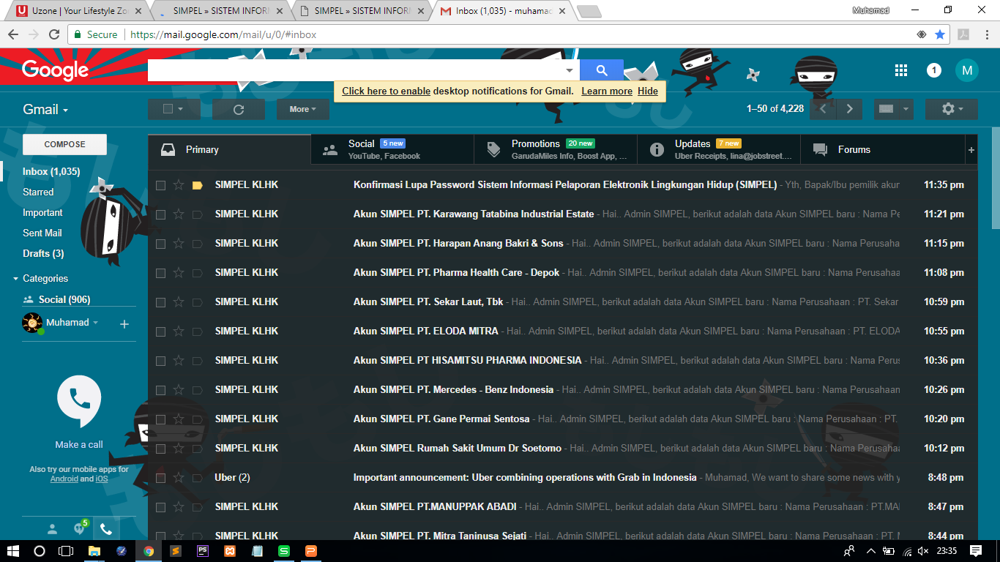 Uzone | Your Lifestyle Zo
SIMPEL » SISTEM INFOR
SIMPEL » SISTEM INFOR
Inbox (1,035) - muhamad
Muhamad
Secure
https://mail.google.com/mail/u/0/#inbox
Google
1
M
Click here to enable desktop notifications for Gmail. Learn more Hide
Gmail
More
1–50 of 4,228
COMPOSE
Inbox (1,035)
Starred
Important
Sent Mail
Drafts (3)
Categories
Social (906)
Muhamad
Make a call
Also try our mobile apps for
Android and iOS
5
Primary
Social 5 new
YouTube, Facebook
Promotions 20 new
GarudaMiles Info, Boost App, ...
Updates 7 new
Uber Receipts, lina@jobstreet....
Forums
+
SIMPEL KLHK Konfirmasi Lupa Password Sistem Informasi Pelaporan Elektronik Lingkungan Hidup (SIMPEL) - Yth, Bapak/Ibu pemilik akun 11:35 pm
SIMPEL KLHK Akun SIMPEL PT. Karawang Tatabina Industrial Estate - Hai.. Admin SIMPEL, berikut adalah data Akun SIMPEL baru : Nama Pe 11:21 pm
SIMPEL KLHK Akun SIMPEL PT. Harapan Anang Bakri & Sons - Hai.. Admin SIMPEL, berikut adalah data Akun SIMPEL baru : Nama Perusaha 11:15 pm
SIMPEL KLHK Akun SIMPEL PT. Pharma Health Care - Depok - Hai.. Admin SIMPEL, berikut adalah data Akun SIMPEL baru : Nama Perusahaa 11:08 pm
SIMPEL KLHK Akun SIMPEL PT. Sekar Laut, Tbk - Hai.. Admin SIMPEL, berikut adalah data Akun SIMPEL baru : Nama Perusahaan : PT. Sekar 10:59 pm
SIMPEL KLHK Akun SIMPEL PT. ELODA MITRA - Hai.. Admin SIMPEL, berikut adalah data Akun SIMPEL baru : Nama Perusahaan : PT. ELODA 10:55 pm
SIMPEL KLHK Akun SIMPEL PT HISAMITSU PHARMA INDONESIA - Hai.. Admin SIMPEL, berikut adalah data Akun SIMPEL baru : Nama Perus 10:36 pm
SIMPEL KLHK Akun SIMPEL PT. Mercedes - Benz Indonesia - Hai.. Admin SIMPEL, berikut adalah data Akun SIMPEL baru : Nama Perusahaan 10:26 pm
SIMPEL KLHK Akun SIMPEL PT. Gane Permai Sentosa - Hai.. Admin SIMPEL, berikut adalah data Akun SIMPEL baru : Nama Perusahaan : PT. 10:20 pm
SIMPEL KLHK Akun SIMPEL Rumah Sakit Umum Dr Soetomo - Hai.. Admin SIMPEL, berikut adalah data Akun SIMPEL baru : Nama Perusahaa 10:12 pm
Uber (2) Important announcement: Uber combining operations with Grab in Indonesia - Muhamad, We want to share some news with y 8:48 pm
SIMPEL KLHK Akun SIMPEL PT.MANUPPAK ABADI - Hai.. Admin SIMPEL, berikut adalah data Akun SIMPEL baru : Nama Perusahaan : PT.MA 8:47 pm
SIMPEL KLHK Akun SIMPEL PT. Mitra Taninusa Sejati - Hai.. Admin SIMPEL, berikut adalah data Akun SIMPEL baru : Nama Perusahaan : PT. 8:44 pm
23:35